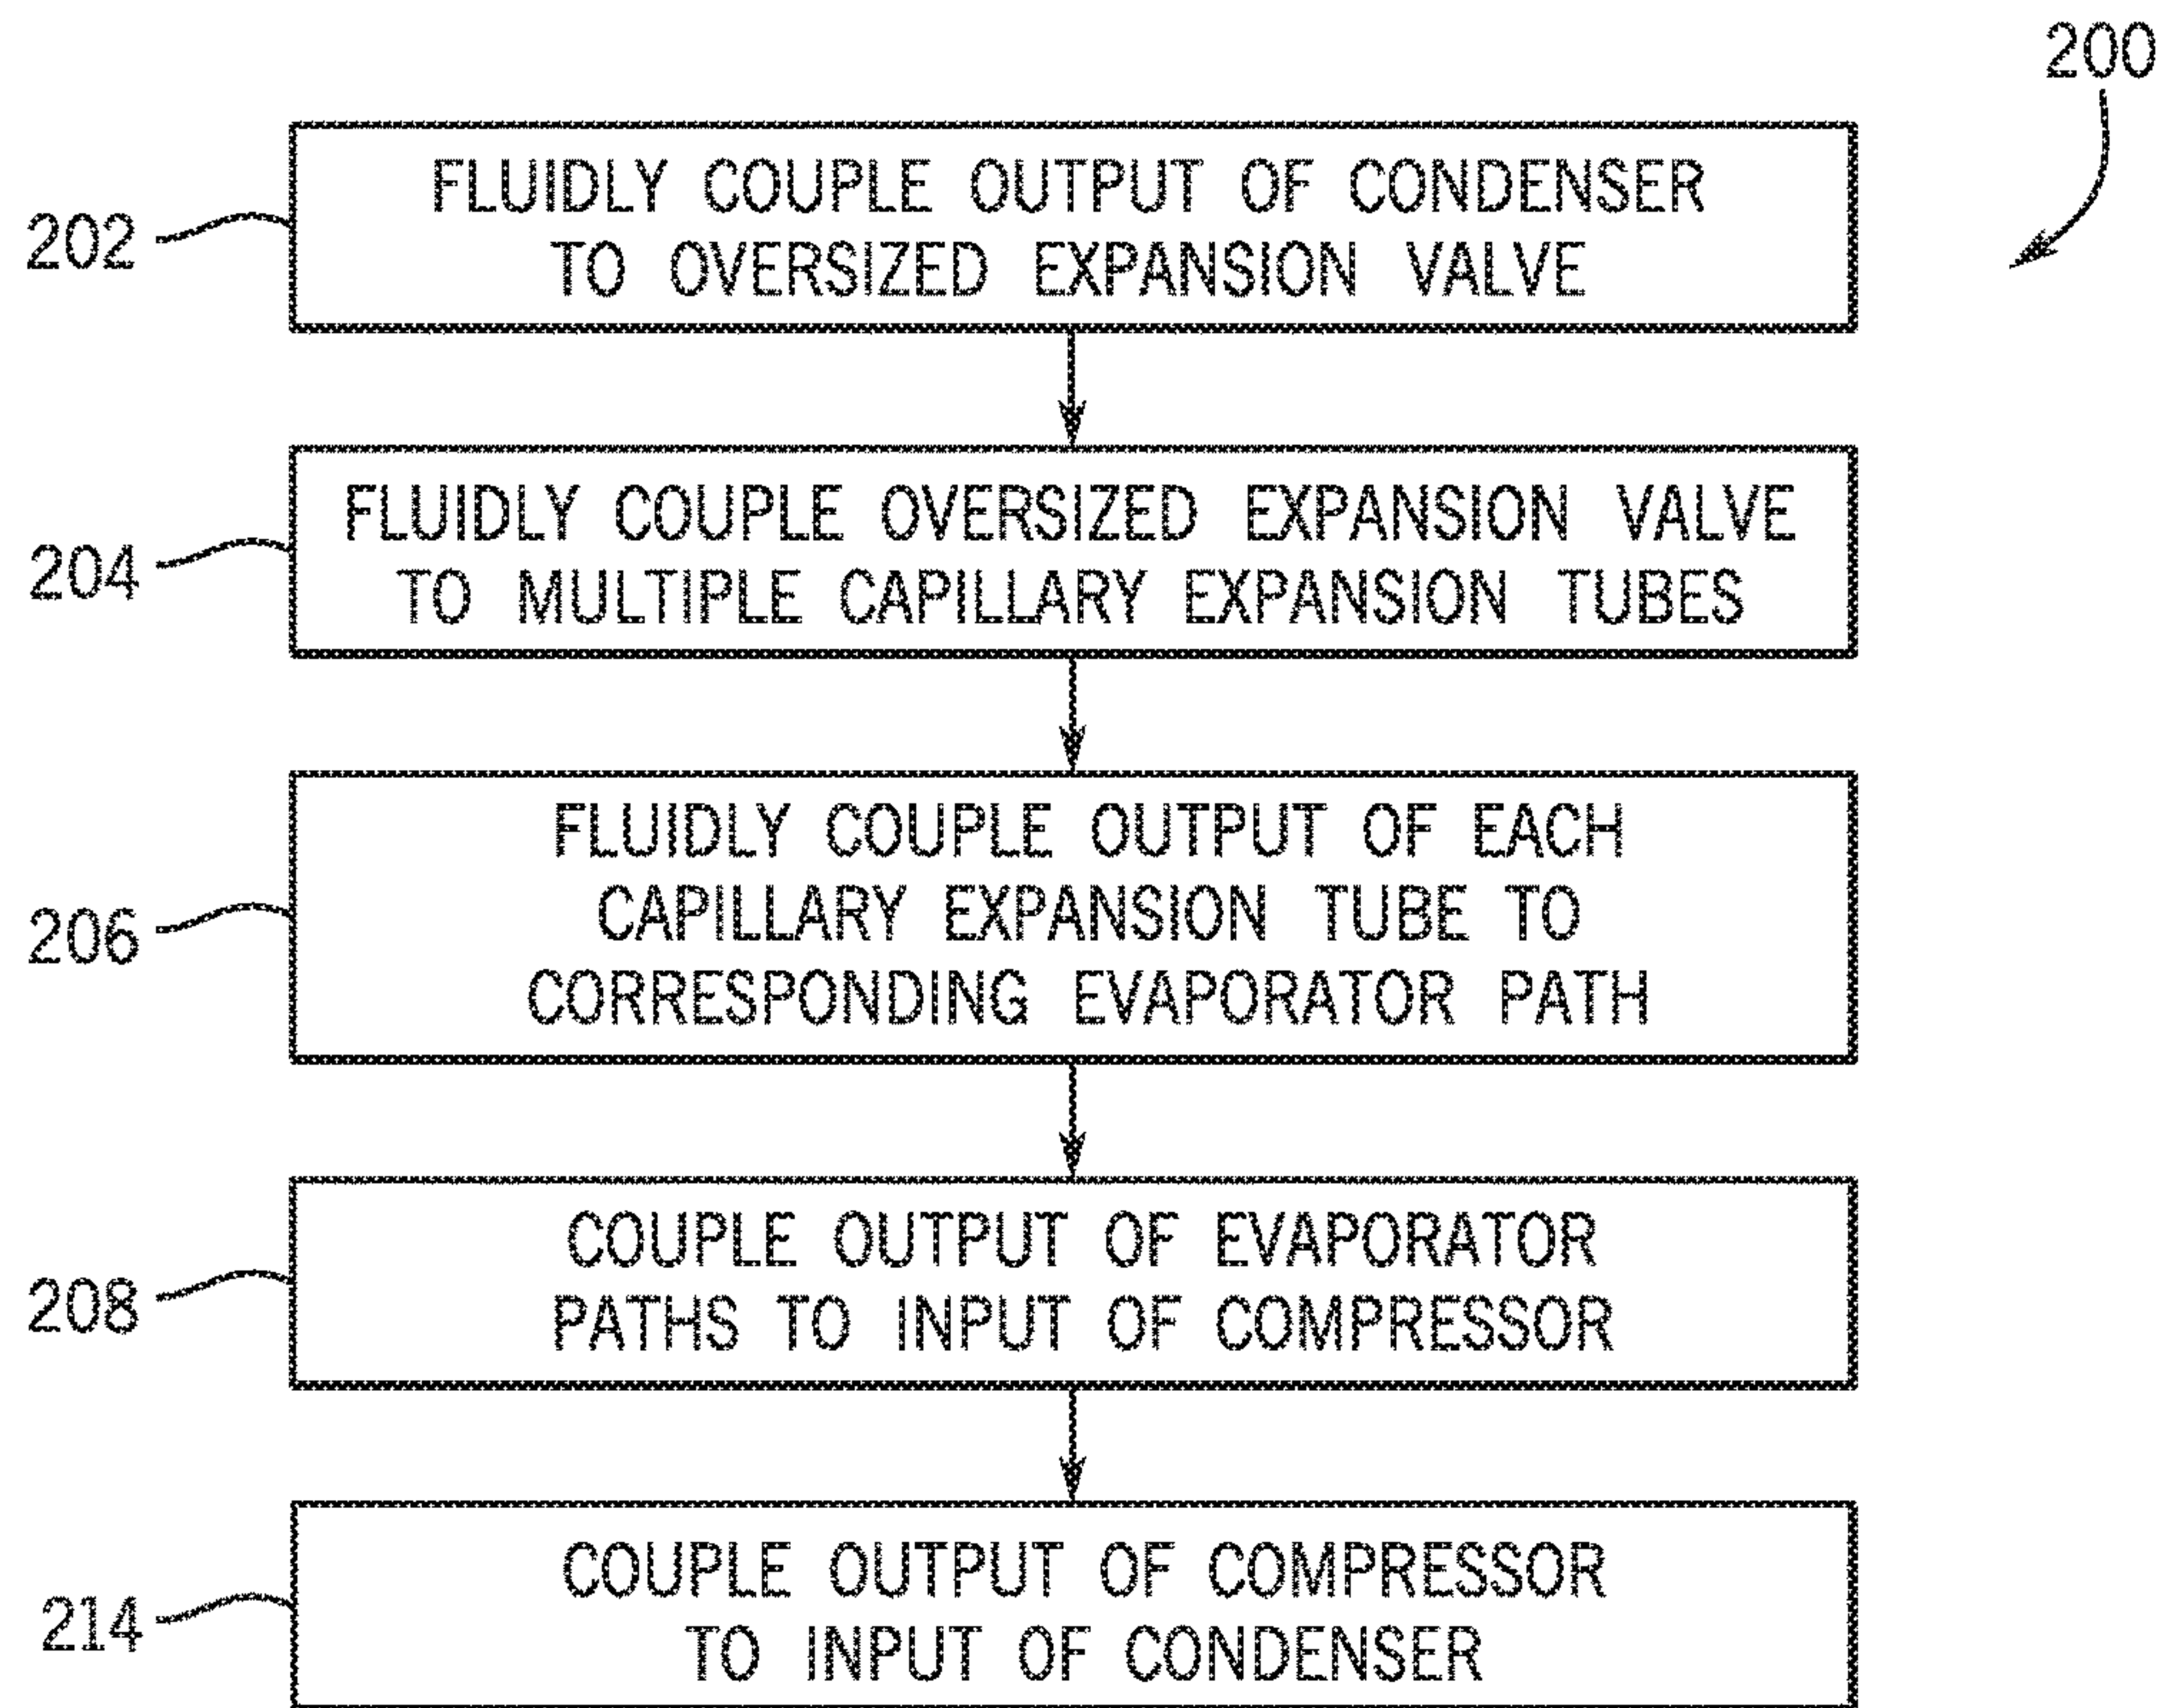 200
202
FLUIDLY COUPLE OUTPUT OF CONDENSER
TO OVERSIZED EXPANSION VALVE
204
FLUIDLY COUPLE OVERSIZED EXPANSION VALVE
TO MULTIPLE CAPILLARY EXPANSION TUBES
206
FLUIDLY COUPLE OUTPUT OF EACH
CAPILLARY EXPANSION TUBE TO
CORRESPONDING EVAPORATOR PATH
208
COUPLE OUTPUT OF EVAPORATOR
PATHS TO INPUT OF COMPRESSOR
214
COUPLE OUTPUT OF COMPRESSOR
TO INPUT OF CONDENSER